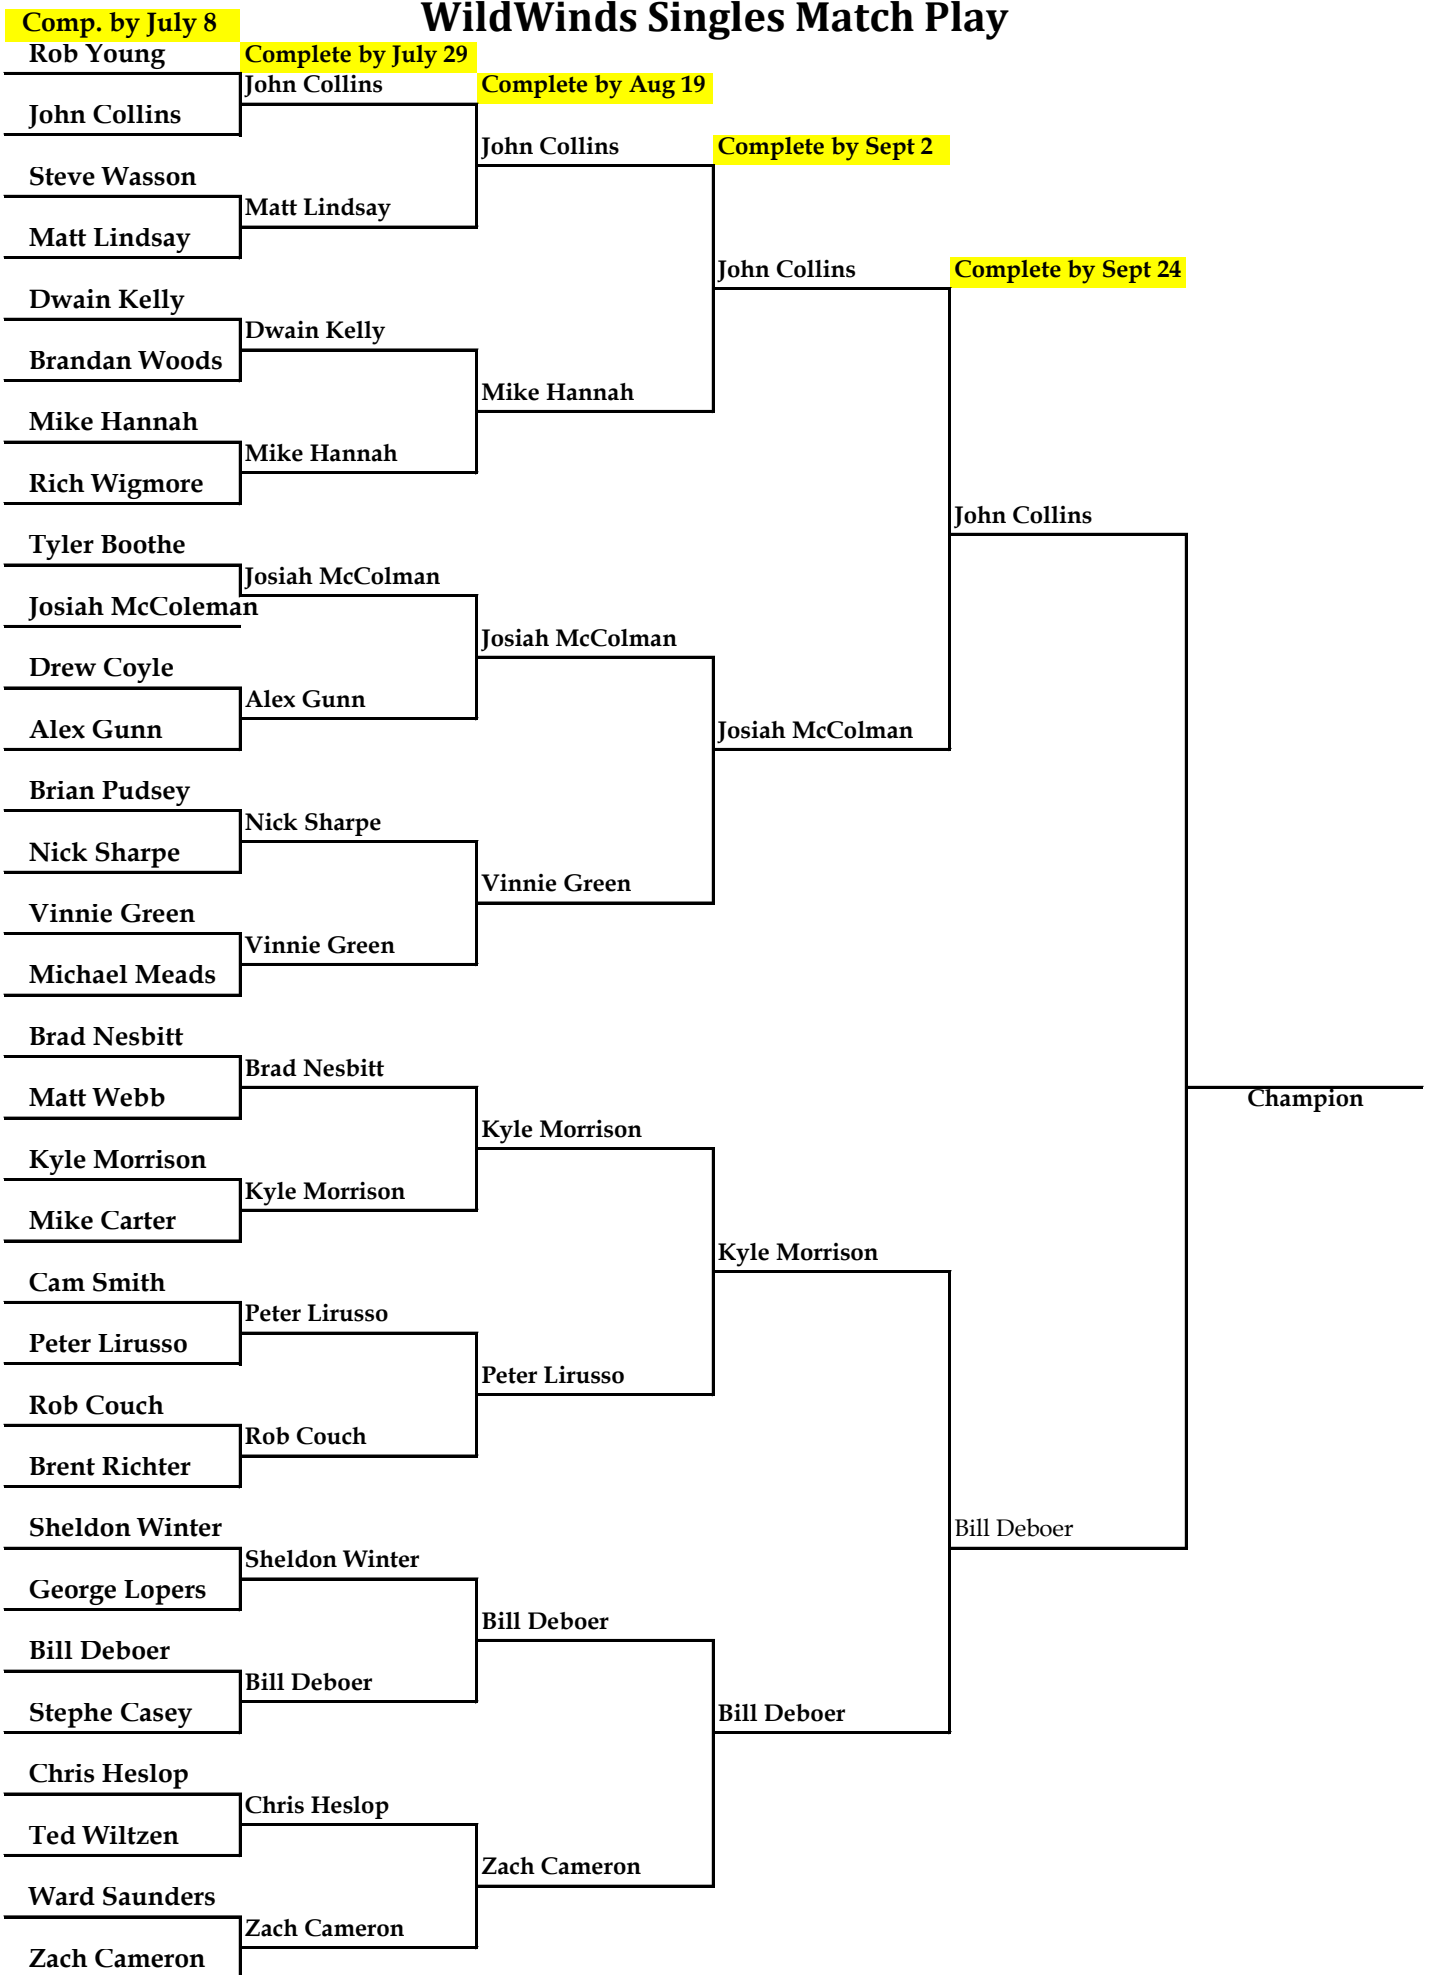 WildWinds Singles Match Play
Comp. by July 8
Rob Young
Complete by July 29
John Collins
Complete by Aug 19
John Collins
John Collins
Complete by Sept 2
Steve Wasson
Matt Lindsay
Matt Lindsay
John Collins
Complete by Sept 24
Dwain Kelly
Dwain Kelly
Brandan Woods
Mike Hannah
Mike Hannah
Mike Hannah
Rich Wigmore
John Collins
Tyler Boothe
Josiah McColman
Josiah McColeman
Josiah McColman
Drew Coyle
Alex Gunn
Alex Gunn
Josiah McColman
Brian Pudsey
Nick Sharpe
Nick Sharpe
Vinnie Green
Vinnie Green
Vinnie Green
Michael Meads
Brad Nesbitt
Brad Nesbitt
Matt Webb
Champion
Kyle Morrison
Kyle Morrison
Kyle Morrison
Mike Carter
Kyle Morrison
Cam Smith
Peter Lirusso
Peter Lirusso
Peter Lirusso
Rob Couch
Rob Couch
Brent Richter
Sheldon Winter
Bill Deboer
Sheldon Winter
George Lopers
Bill Deboer
Bill Deboer
Bill Deboer
Stephe Casey
Bill Deboer
Chris Heslop
Chris Heslop
Ted Wiltzen
Zach Cameron
Ward Saunders
Zach Cameron
Zach Cameron